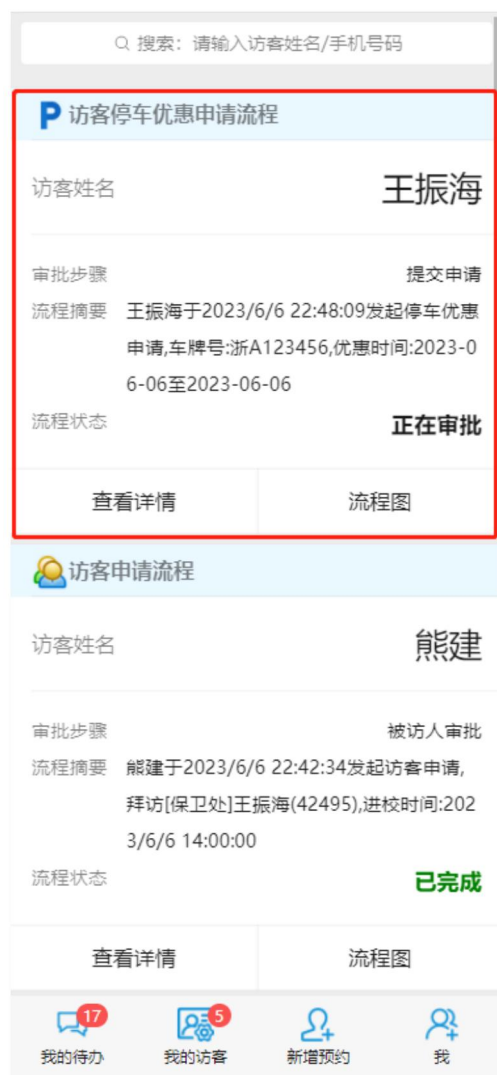 搜索：请输入访客姓名/手机号码
P 访客停车优惠申请流程
访客姓名 王振海
审批步骤 提交申请
流程摘要 王振海于2023/6/6 22:48:09发起停车优惠
申请,车牌号:浙A123456,优惠时间:2023-0
6-06至2023-06-06
流程状态 正在审批
查看详情 流程图
访客申请流程
访客姓名 熊建
审批步骤 被访人审批
流程摘要 熊建于2023/6/6 22:42:34发起访客申请,
拜访[保卫处]王振海(42495),进校时间:202
3/6/6 14:00:00
流程状态 已完成
查看详情 流程图
17 5
我的待办 我的访客 新增预约 我